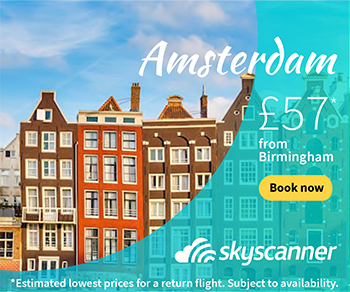 Amsterdam
£57*
from
Birmingham
Book now
skyscanner
*Estimated lowest prices for a return flight. Subject to availability.